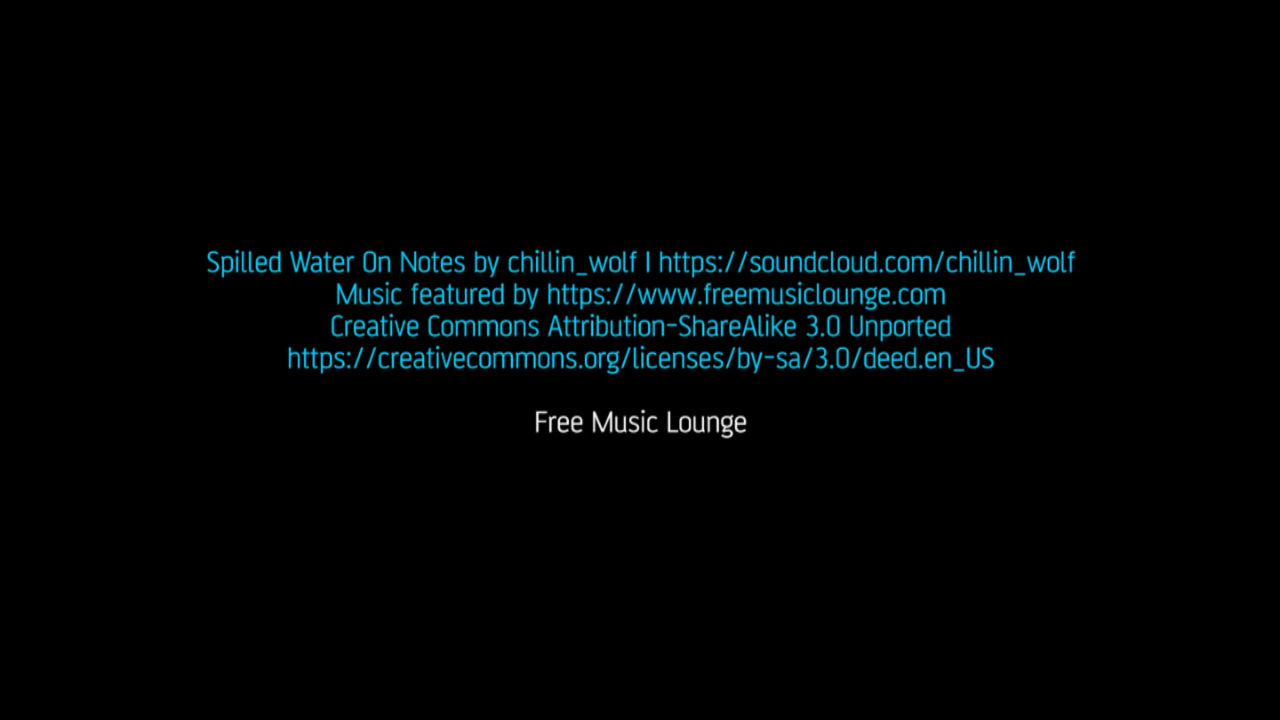 Spilled Water On Notes by chillin_wolf | https://soundcloud.com/chillin_wolf
Music featured by https://www.freemusiclounge.com
Creative Commons Attribution-ShareAlike 3.0 Unported
https://creativecommons.org/licenses/by-sa/3.0/deed.en_US
Free Music Lounge